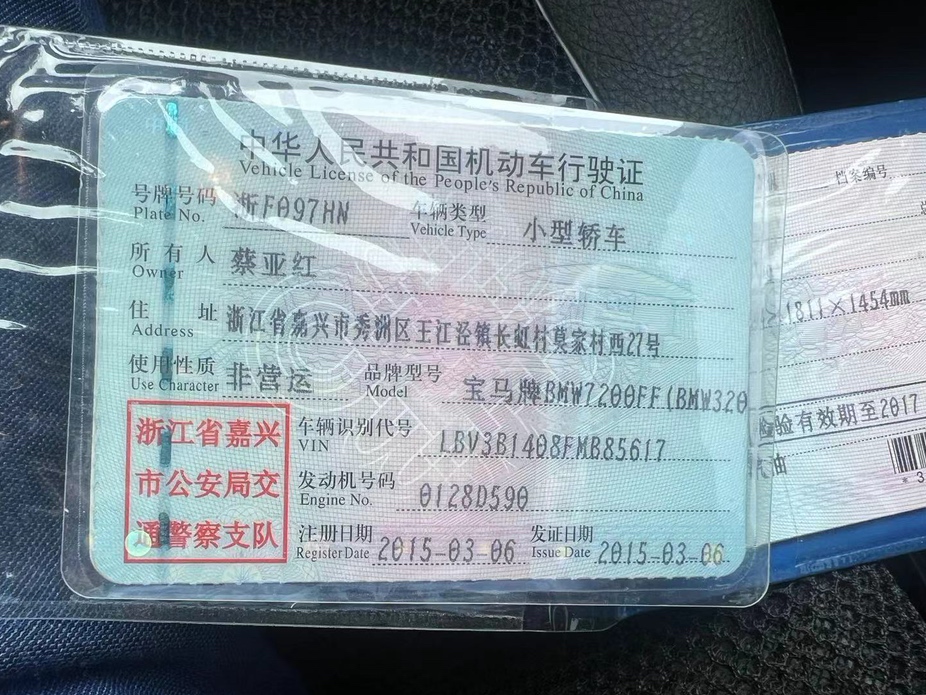 中华人民共和国机动车行驶证
Vehicle License of the People's Republic of China
号牌号码 浙F097HN 车辆类型 小型轿车
Plate No. Vehicle Type
所有人 蔡亚红
Owner
住址 浙江省嘉兴市秀洲区王江泾镇长虹村莫家村西27号
Address
使用性质 非营运 品牌型号 宝马牌BMW7200FF(BMW320
Use Character Model
浙江省嘉兴
市公安局交
通警察支队
车辆识别代号 LBV3B1408FMB85617
VIN
发动机号码 0128D590
Engine No.
注册日期 2015-03-06 发证日期 2015-03-06
Register Date Issue Date
档案编号
1811×1454mm
检验有效期至2017
汽油